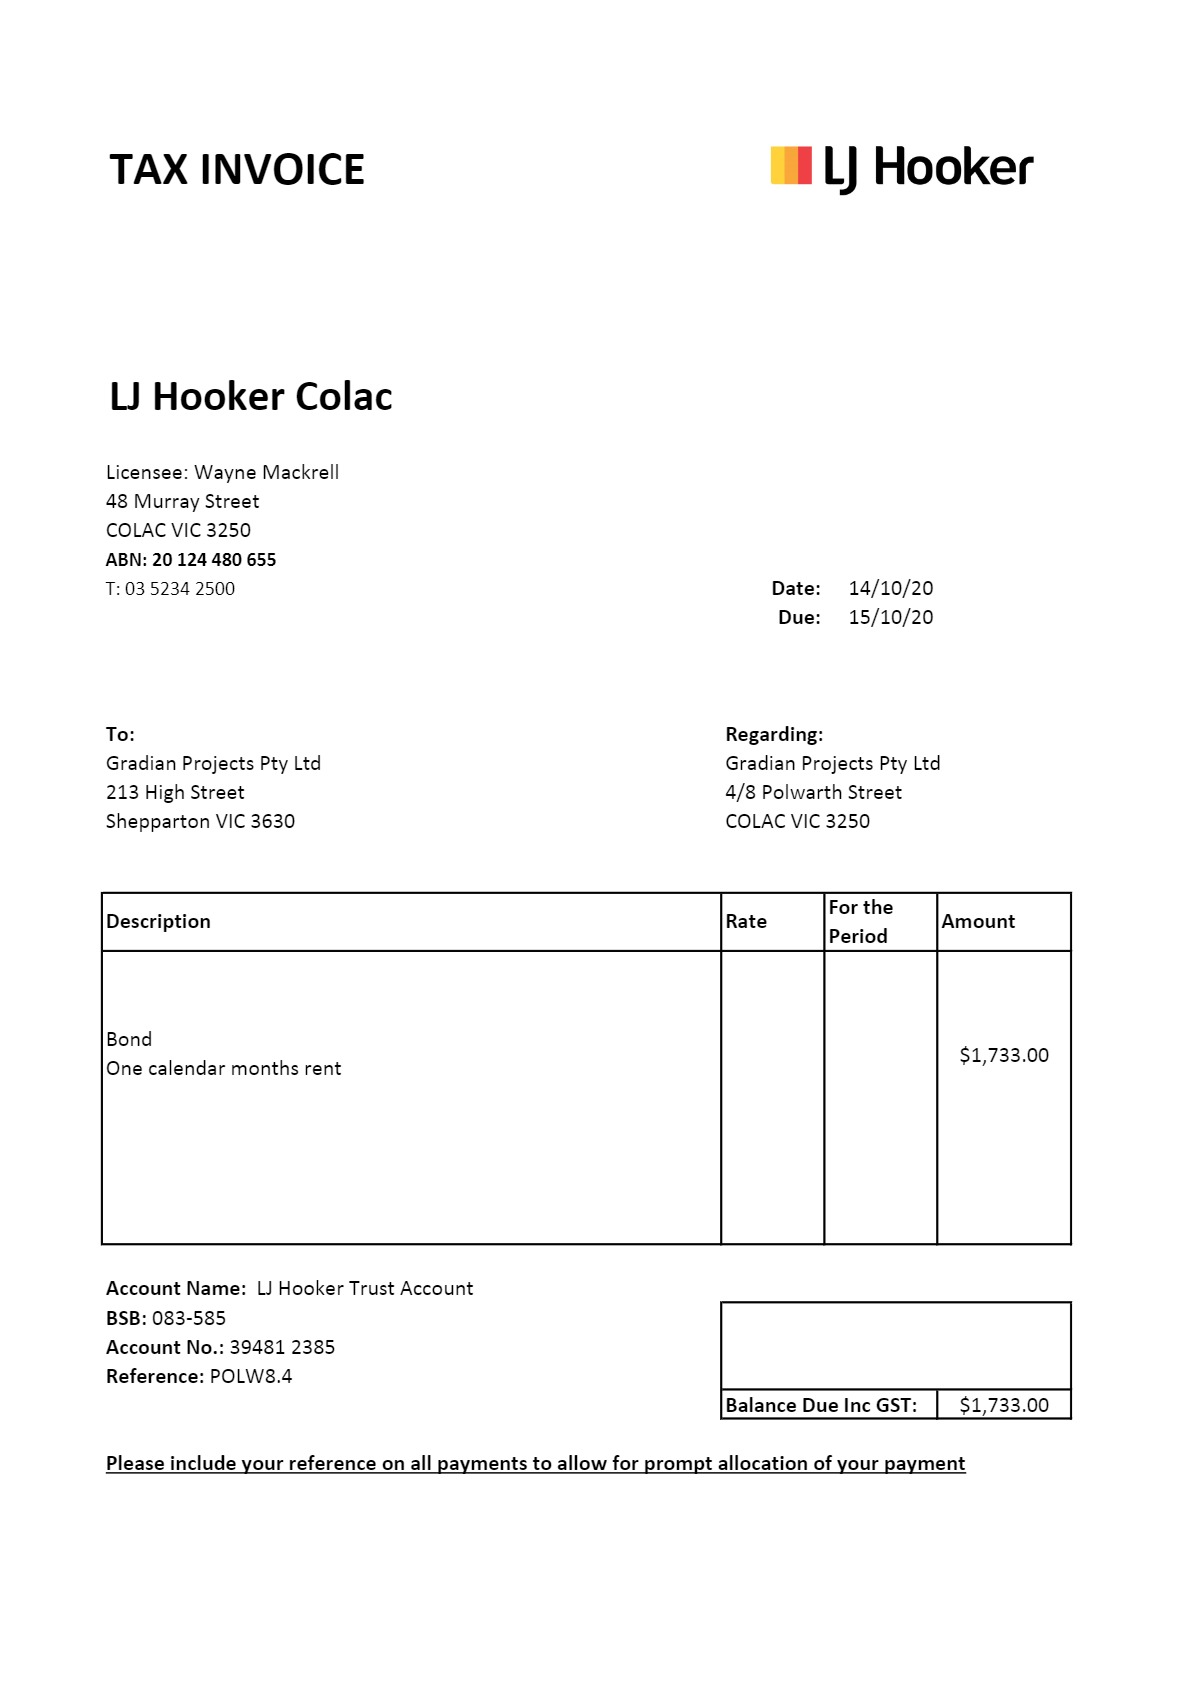 TAX INVOICE
LJ Hooker
LJ Hooker Colac
Licensee: Wayne Mackrell
48 Murray Street
COLAC VIC 3250
ABN: 20 124 480 655
T: 03 5234 2500
Date: 14/10/20
Due: 15/10/20
To:
Gradian Projects Pty Ltd
213 High Street
Shepparton VIC 3630
Regarding:
Gradian Projects Pty Ltd
4/8 Polwarth Street
COLAC VIC 3250
Description
Rate
For the
Period
Amount
Bond
One calendar months rent
$1,733.00
Account Name: LJ Hooker Trust Account
BSB: 083-585
Account No.: 39481 2385
Reference: POLW8.4
Balance Due Inc GST: $1,733.00
Please include your reference on all payments to allow for prompt allocation of your payment